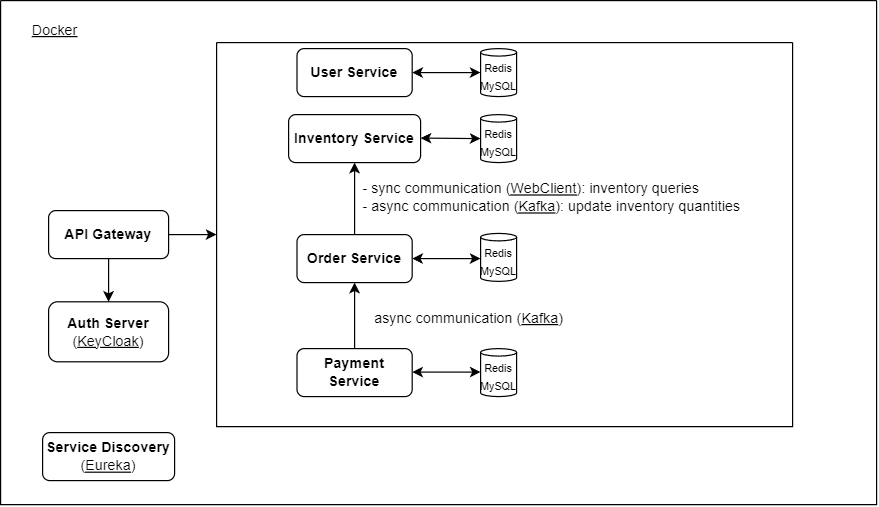 Docker
User Service
Redis
MySQL
Inventory Service
Redis
MySQL
- sync communication (WebClient): inventory queries
- async communication (Kafka): update inventory quantities
API Gateway
Order Service
Redis
MySQL
Auth Server
(KeyCloak)
async communication (Kafka)
Payment
Service
Redis
MySQL
Service Discovery
(Eureka)